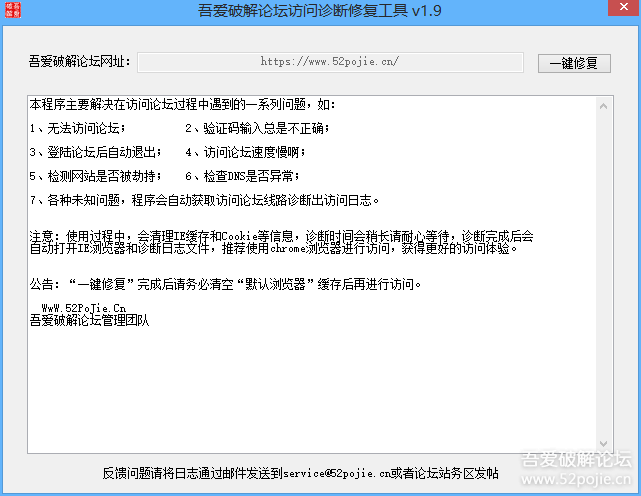 吾爱破解论坛访问诊断修复工具 v1.9
吾爱破解论坛网址： https://www.52pojie.cn/ 一键修复
本程序主要解决在访问论坛过程中遇到的一系列问题，如：
1、无法访问论坛； 2、验证码输入总是不正确；
3、登陆论坛后自动退出； 4、访问论坛速度慢啊；
5、检测网站是否被劫持； 6、检查DNS是否异常；
7、各种未知问题，程序会自动获取访问论坛线路诊断出访问日志。
注意：使用过程中，会清理IE缓存和Cookie等信息，诊断时间会稍长请耐心等待，诊断完成后会
自动打开IE浏览器和诊断日志文件，推荐使用chrome浏览器进行访问，获得更好的访问体验。
公告：“一键修复”完成后请务必清空“默认浏览器”缓存后再进行访问。
WwW.52PoJie.Cn
吾爱破解论坛管理团队
反馈问题请将日志通过邮件发送到service@52pojie.cn或者论坛站务区发帖
吾爱破解论坛
www.52pojie.cn